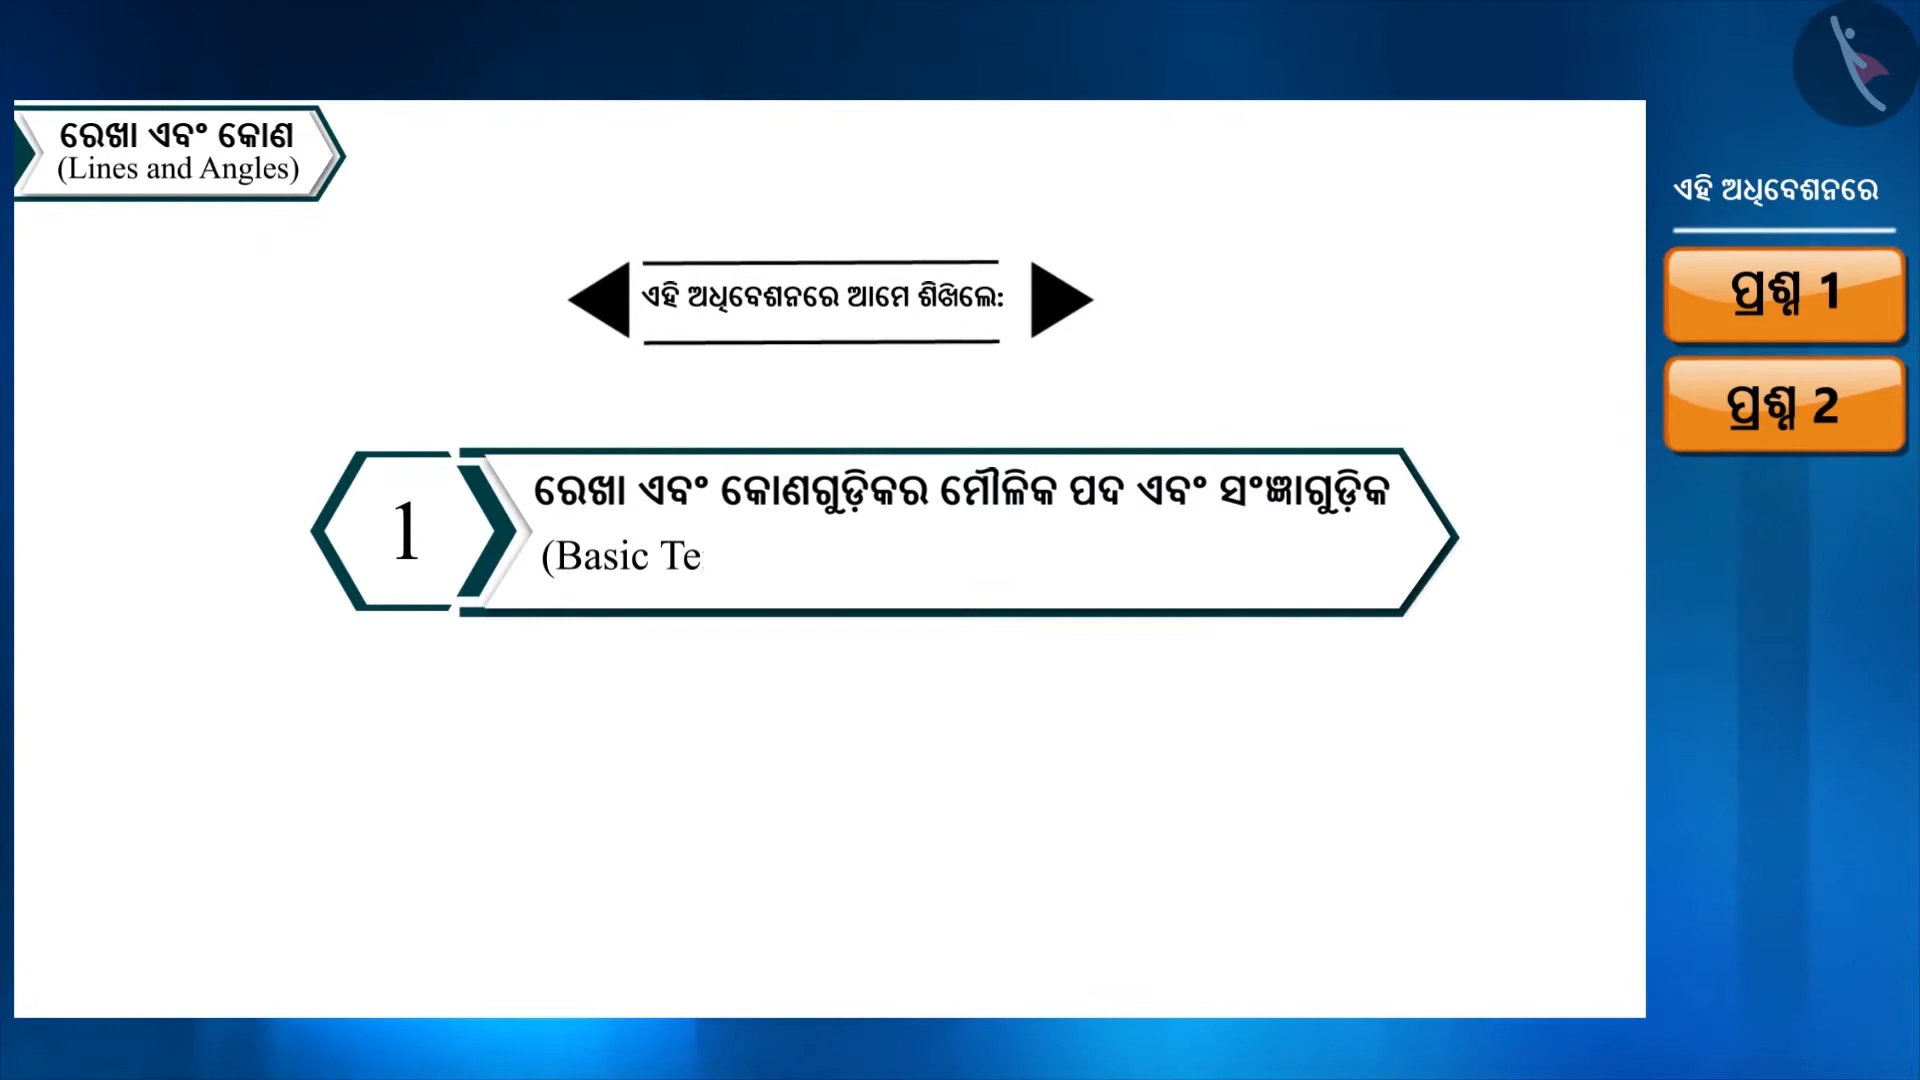 ରେଖା ଏବଂ କୋଣ
(Lines and Angles)
ଏହି ଅଧିବେଶନରେ
ଏହି ଅଧିବେଶନରେ ଆମେ ଶିଖିଲେ:
ପ୍ରଶ୍ନ 1
ପ୍ରଶ୍ନ 2
1
ରେଖା ଏବଂ କୋଣଗୁଡ଼ିକର ମୌଳିକ ପଦ ଏବଂ ସଂଜ୍ଞାଗୁଡ଼ିକ
(Basic Te